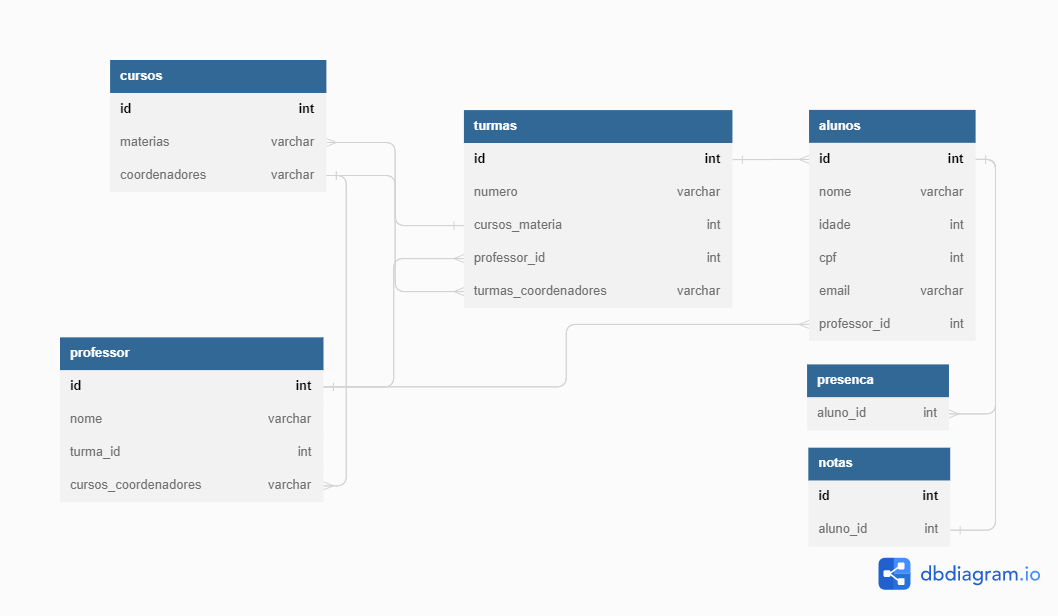 cursos
id int
materias varchar
coordenadores varchar
turmas
id int
numero varchar
cursos_materia int
professor_id int
turmas_coordenadores varchar
alunos
id int
nome varchar
idade int
cpf int
email varchar
professor_id int
professor
id int
nome varchar
turma_id int
cursos_coordenadores varchar
presenca
aluno_id int
notas
id int
aluno_id int
dbdiagram.io